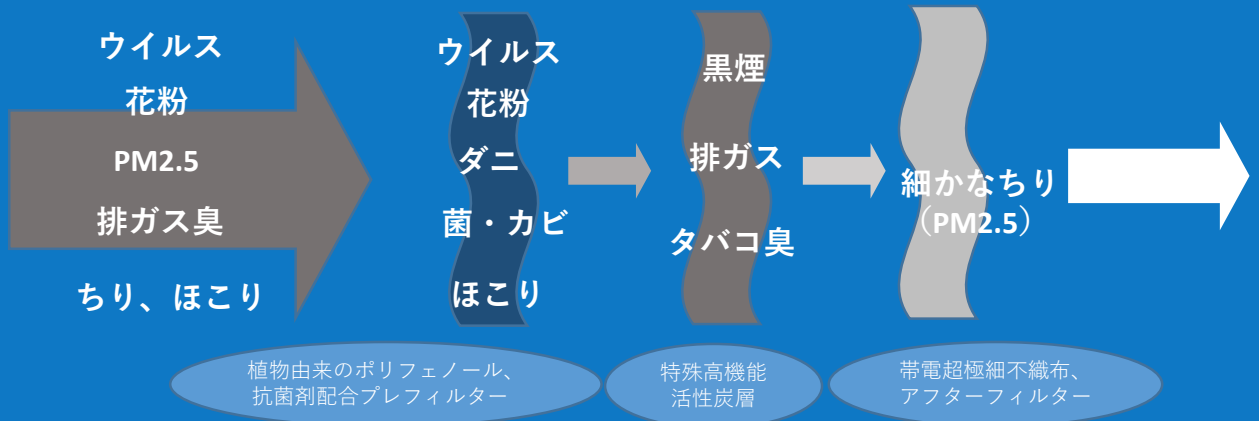 ウイルス
花粉
PM2.5
排ガス臭
ちり、ほこり
ウイルス
花粉
ダニ
菌・カビ
ほこり
黒煙
排ガス
タバコ臭
細かなちり
（PM2.5）
植物由来のポリフェノール、
抗菌剤配合プレフィルター
特殊高機能
活性炭層
帯電超極細不織布、
アフターフィルター